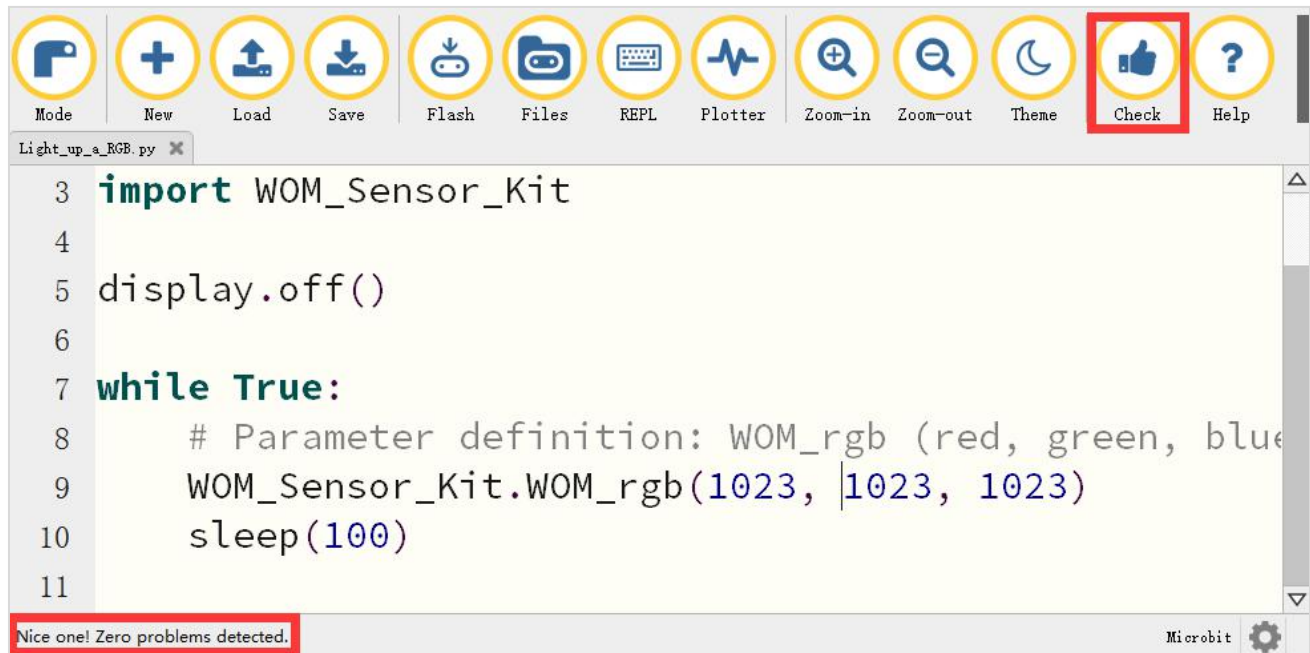 Mode New Load Save Flash Files REPL Plotter Zoom-in Zoom-out Theme Check Help
Light_up_a_RGB.py
3 import WOM_Sensor_Kit
4
5 display.off()
6
7 while True:
8 # Parameter definition: WOM_rgb (red, green, blue
9 WOM_Sensor_Kit.WOM_rgb(1023, 1023, 1023)
10 sleep(100)
11
Nice one! Zero problems detected. Microbit